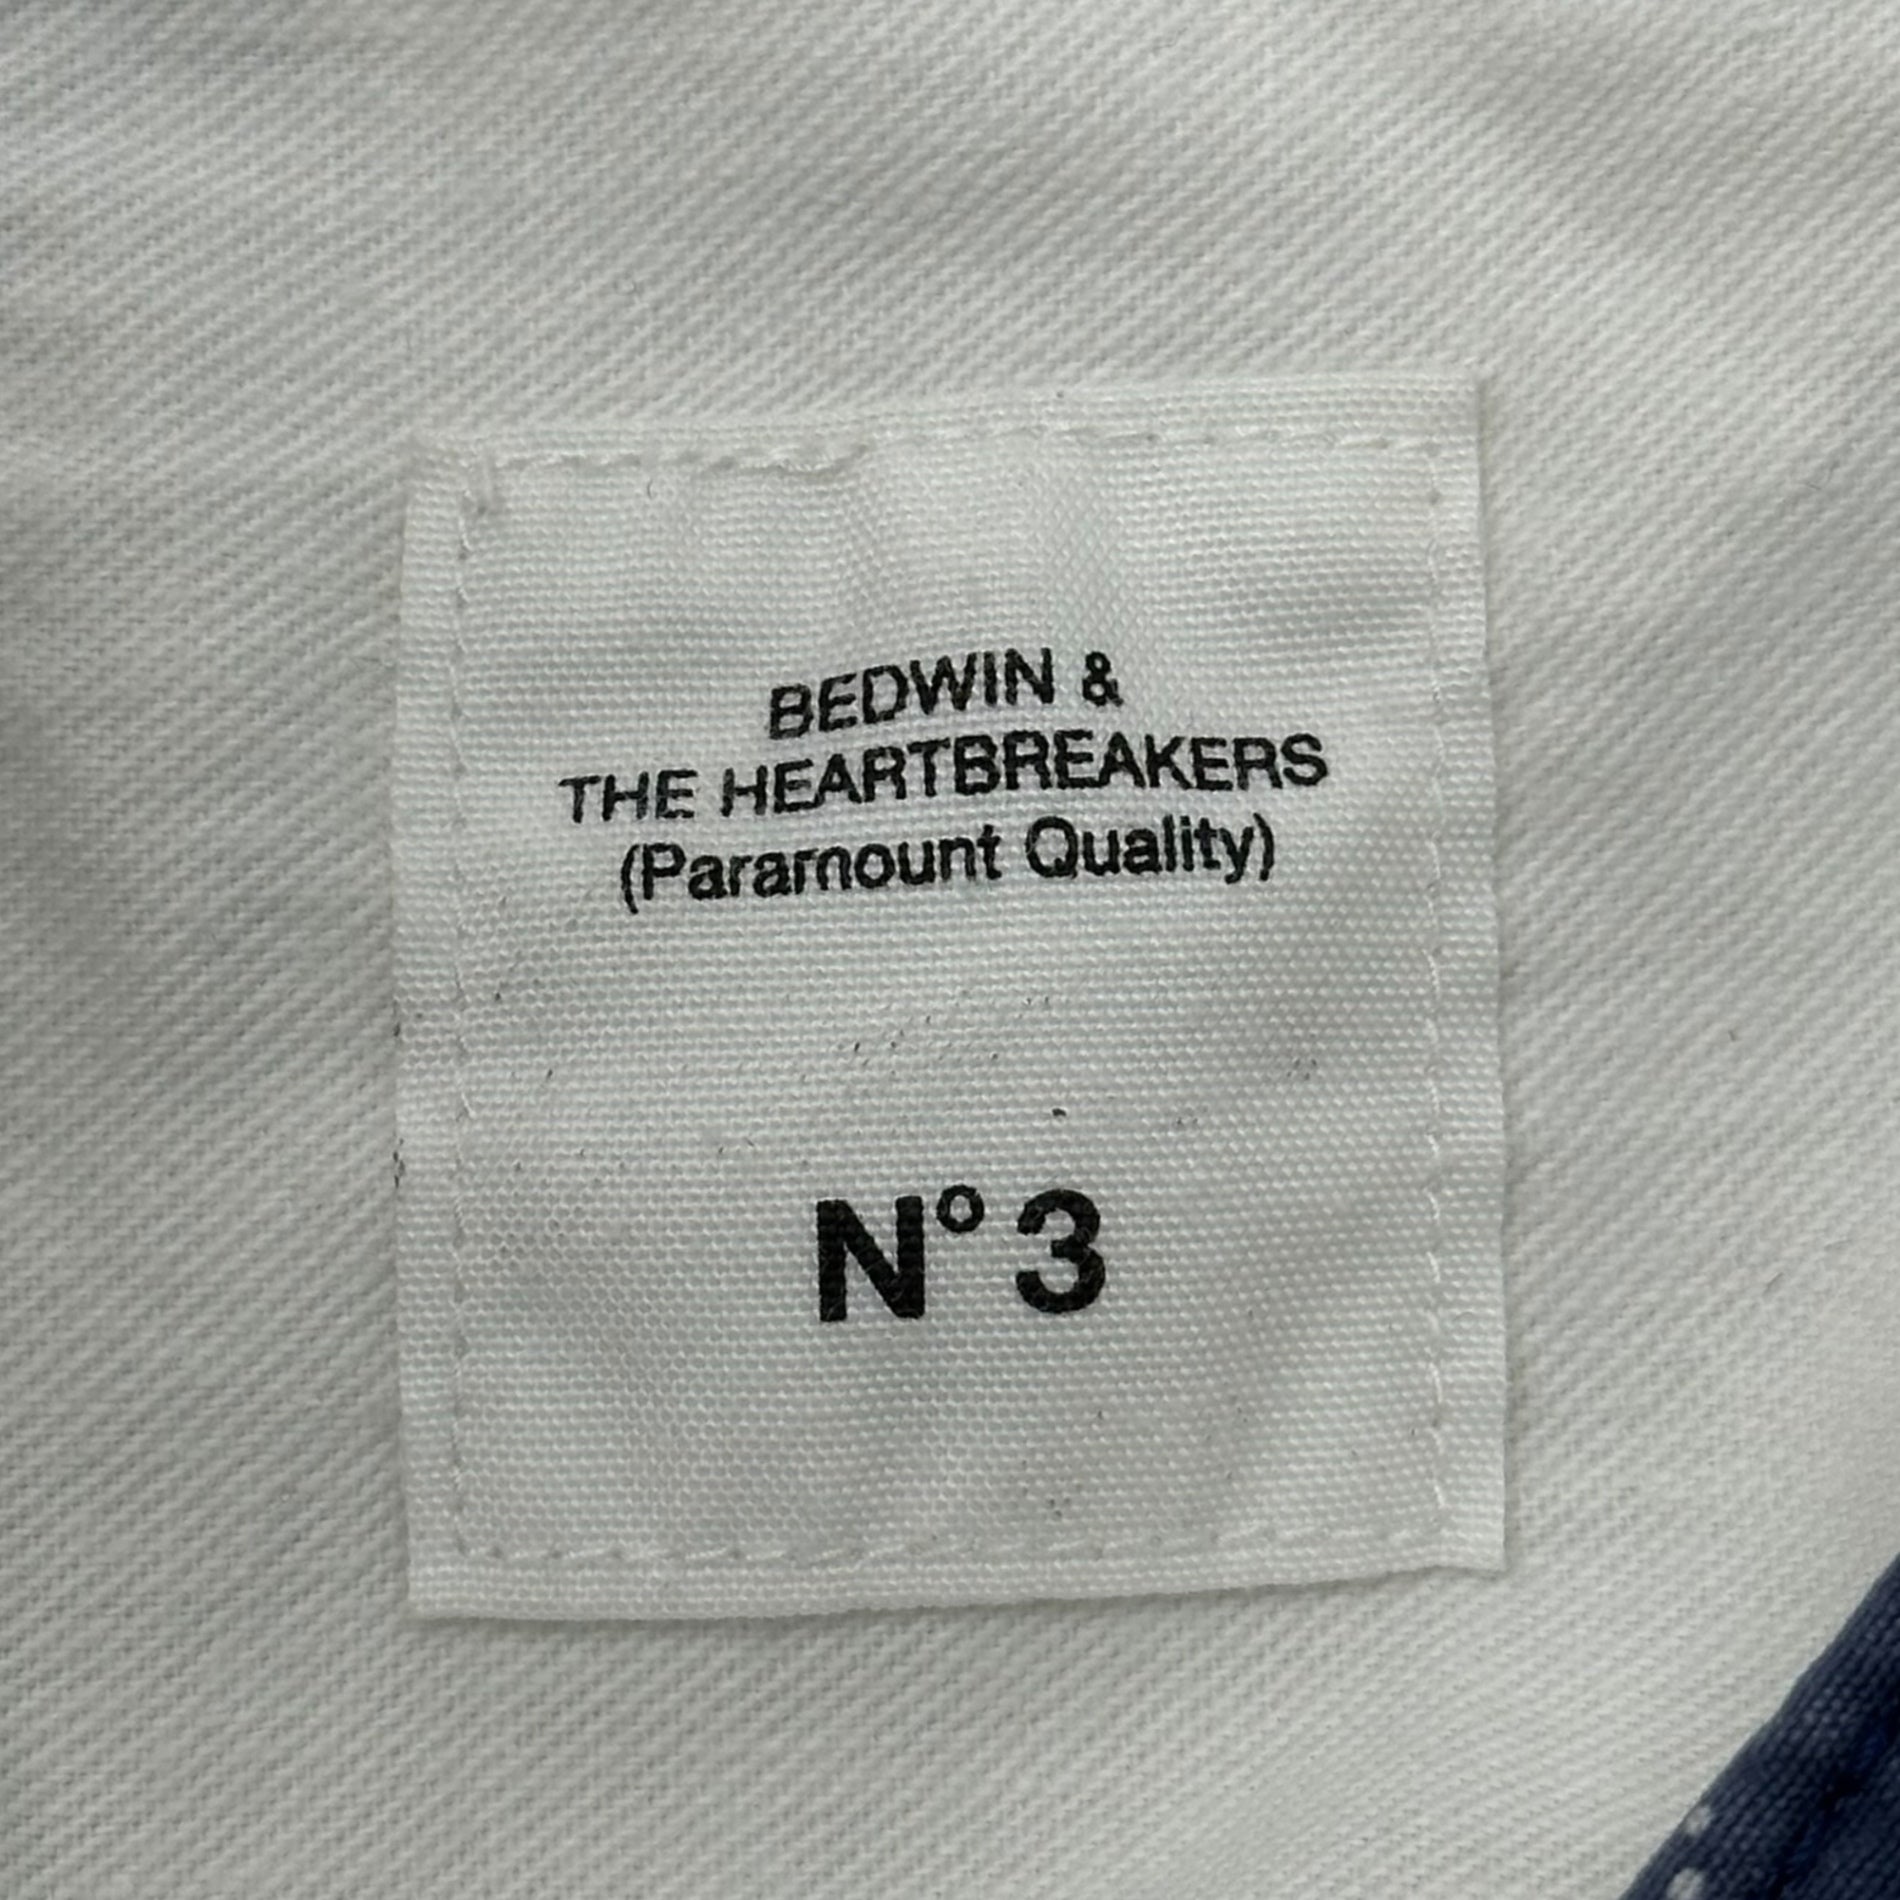 BEDWIN &
THE HEARTBREAKERS
(Paramount Quality)
N° 3